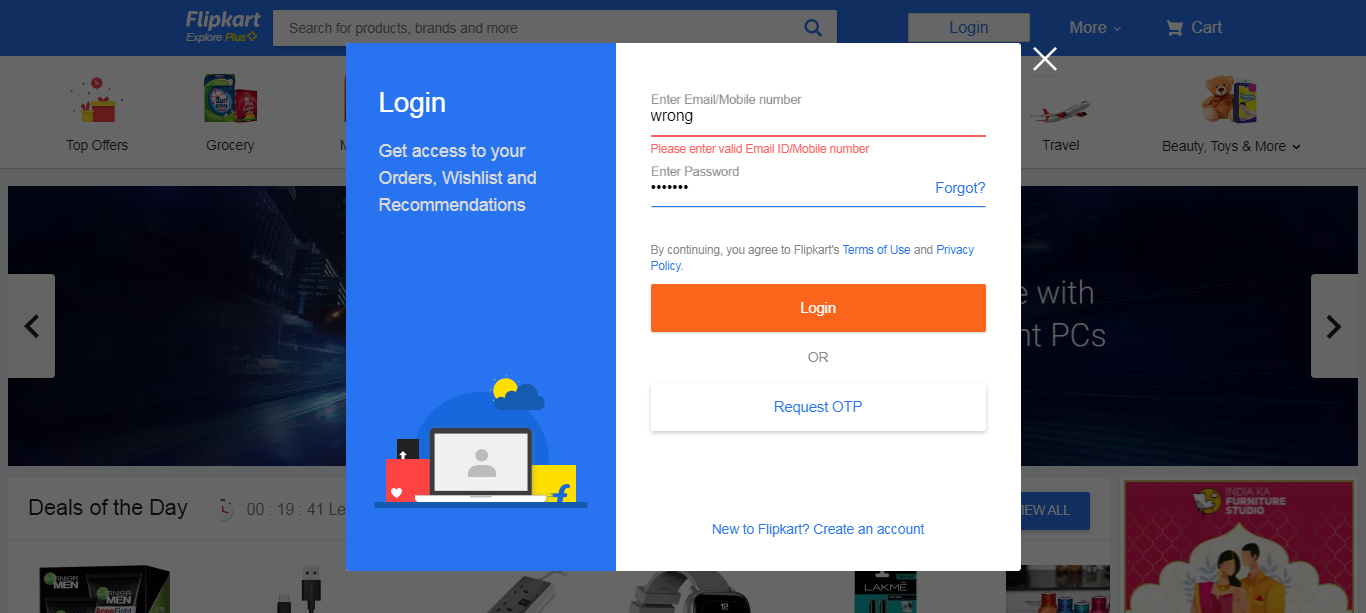 Flipkart
Explore Plus
Search for products, brands and more
Login
More
Cart
Top Offers
Grocery
Travel
Beauty, Toys & More
Login
Get access to your
Orders, Wishlist and
Recommendations
Enter Email/Mobile number
wrong
Please enter valid Email ID/Mobile number
Enter Password
•••••••
Forgot?
By continuing, you agree to Flipkart's Terms of Use and Privacy
Policy.
Login
OR
Request OTP
New to Flipkart? Create an account
e with
nt PCs
Deals of the Day
00 : 19 : 41 Le
IEW ALL
INDIA KA
FURNITURE
STUDIO
GARNIER
MEN
GARNIER
MEN
LAKMĒ